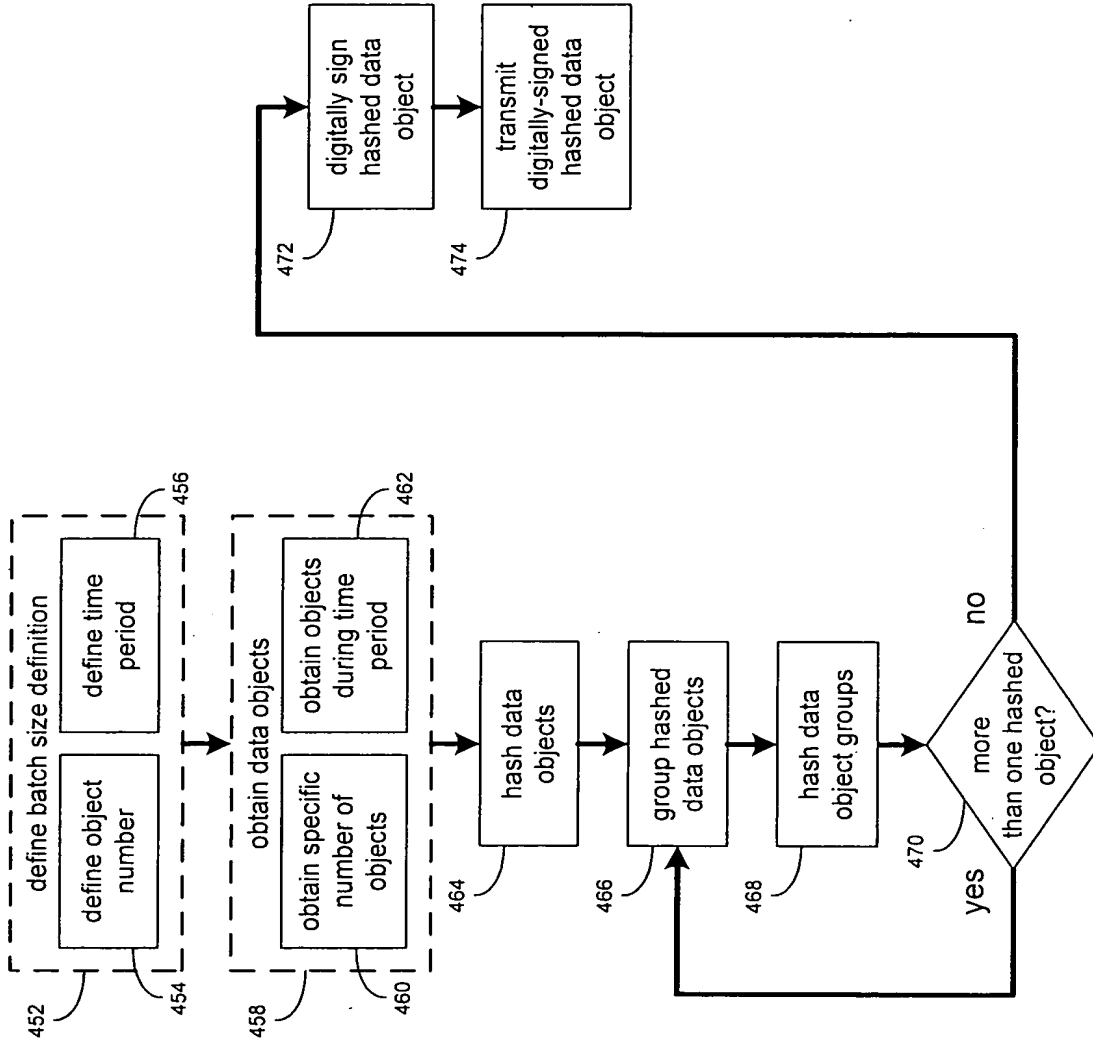 define batch size definition
define object
number
define time
period
452
454
456
obtain data objects
obtain specific
number of
objects
obtain objects
during time
period
458
460
462
hash data
objects
464
group hashed
data objects
466
hash data
object groups
468
more
than one hashed
object?
470
yes
no
digitally sign
hashed data
object
472
transmit
digitally-signed
hashed data
object
474